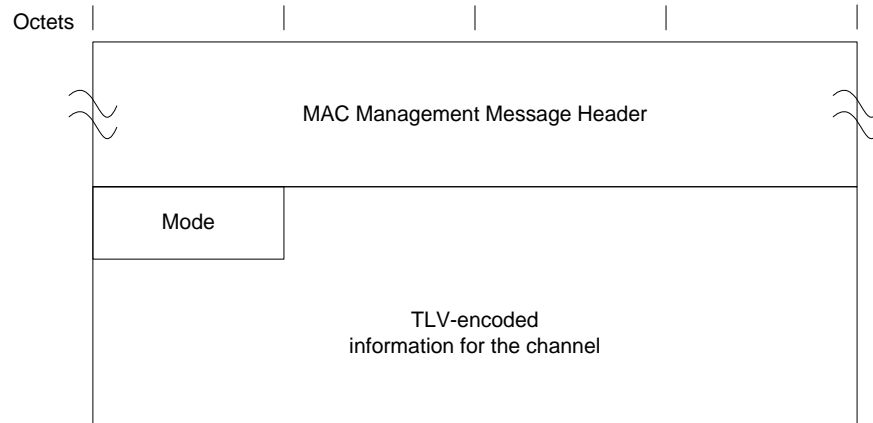 Octets
MAC Management Message Header
Mode
TLV-encoded
information for the channel